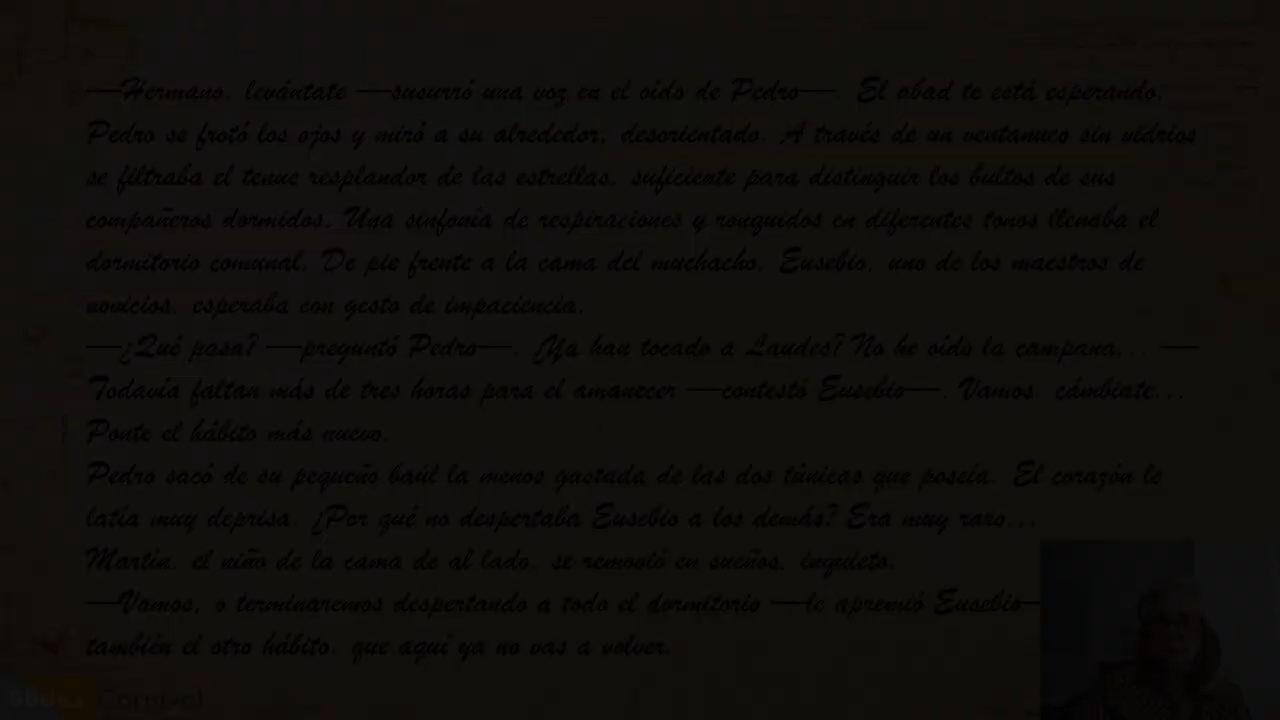 —Hermano, levántate —susurró una voz en el oído de Pedro—. El abad te está esperando.
Pedro se frotó los ojos y miró a su alrededor, desorientado. A través de un ventanuco sin vidrios
se filtraba el tenue resplandor de las estrellas, suficiente para distinguir los bultos de sus
compañeros dormidos. Una sinfonía de respiraciones y ronquidos en diferentes tonos llenaba el
dormitorio comunal. De pie frente a la cama del muchacho, Eusebio, uno de los maestros de
novicios, esperaba con gesto de impaciencia.
—¿Qué pasa? —preguntó Pedro—. ¿Ya han tocado a Laudes? No he oído la campana... —
Todavía faltan más de tres horas para el amanecer —contestó Eusebio—. Vamos, cámbiate...
Ponte el hábito más nuevo.
Pedro sacó de su pequeño baúl la menos gastada de las dos túnicas que poseía. El corazón le
latía muy deprisa. ¿Por qué no despertaba Eusebio a los demás? Era muy raro...
Martín, el niño de la cama de al lado, se removió en sueños, inquieto.
—Vamos, o terminaremos despertando a todo el dormitorio —le apremió Eusebio—
también el otro hábito, que aquí ya no vas a volver.
Slides Carnival